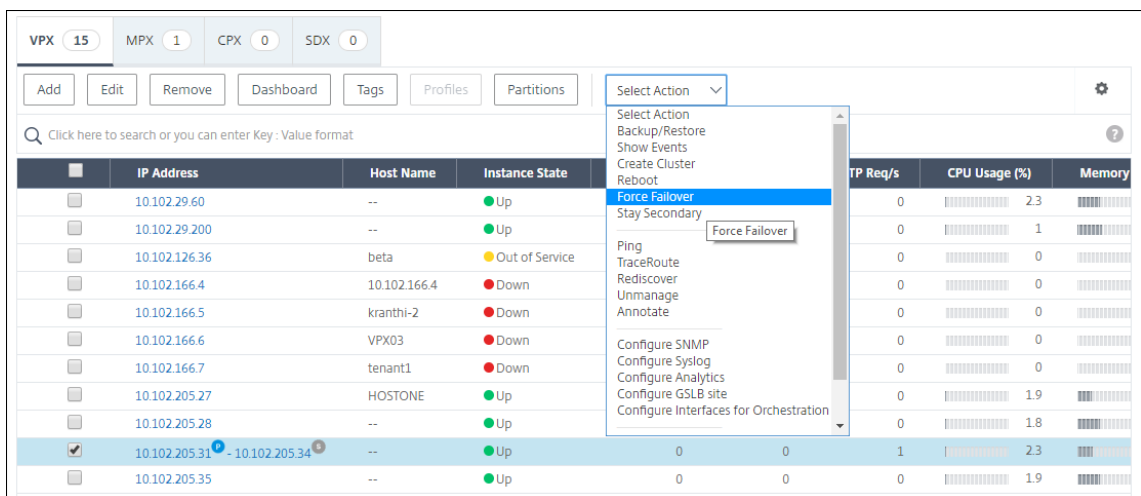 VPX 15 MPX 1 CPX 0 SDX 0
Add Edit Remove Dashboard Tags Profiles Partitions Select Action
Click here to search or you can enter Key : Value format ?
Select Action
Backup/Restore
Show Events
Create Cluster
Reboot
Force Failover
Stay Secondary
Force Failover
Ping
TraceRoute
Rediscover
Unmanage
Annotate
Configure SNMP
Configure Syslog
Configure Analytics
Configure GSLB site
Configure Interfaces for Orchestration
IP Address Host Name Instance State TP Req/s CPU Usage (%) Memory
10.102.29.60 -- Up 0 2.3
10.102.29.200 -- Up 0 1
10.102.126.36 beta Out of Service 0 0
10.102.166.4 10.102.166.4 Down 0 0
10.102.166.5 kranthi-2 Down 0 0
10.102.166.6 VPX03 Down 0 0
10.102.166.7 tenant1 Down 0 0
10.102.205.27 HOSTONE Up 0 1.9
10.102.205.28 -- Up 0 1.8
10.102.205.31 P - 10.102.205.34 S -- Up 0 0 1 2.3
10.102.205.35 -- Up 0 0 0 1.9